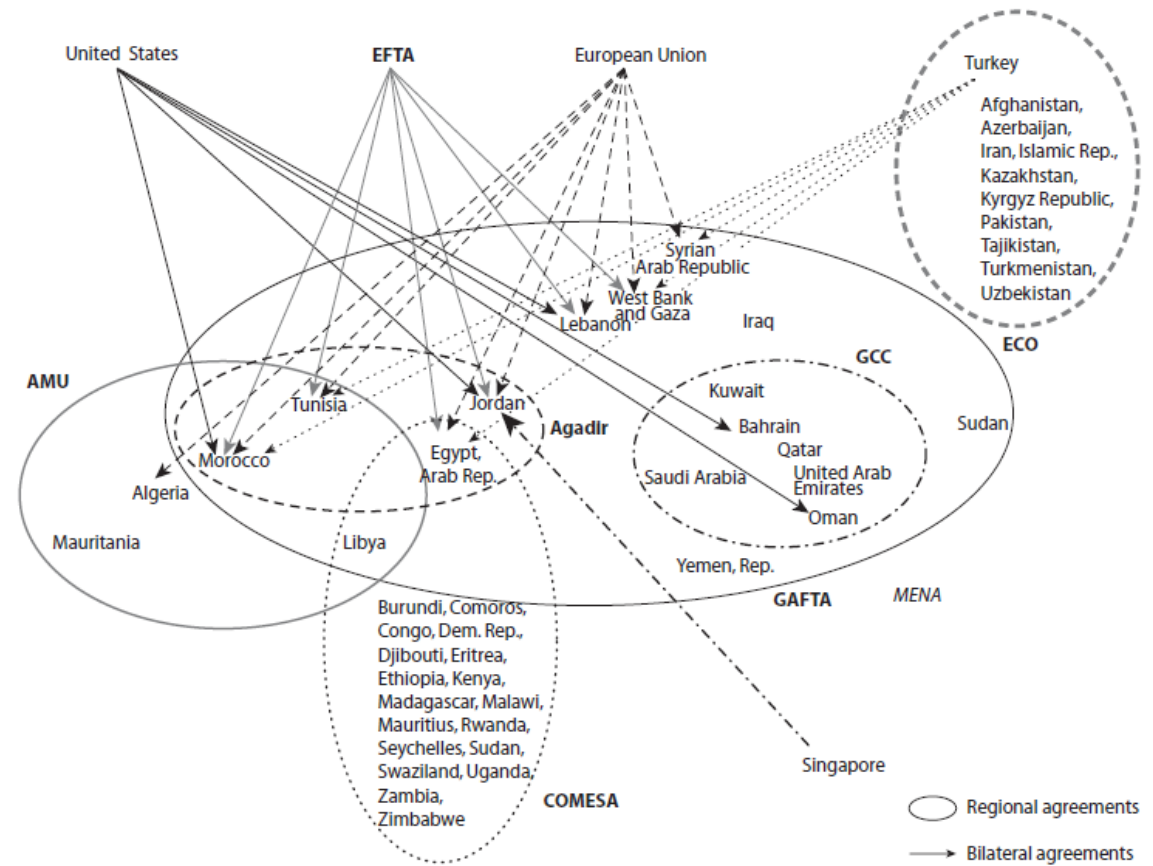 United States
EFTA
European Union
Turkey
Afghanistan,
Azerbaijan,
Iran, Islamic Rep.,
Kazakhstan,
Kyrgyz Republic,
Pakistan,
Tajikistan,
Turkmenistan,
Uzbekistan
ECO
Syrian
Arab Republic
West Bank
and Gaza
Lebanon
Iraq
GCC
Kuwait
Bahrain
Qatar
Saudi Arabia
United Arab
Emirates
Oman
Sudan
AMU
Tunisia
Jordan
Agadir
Morocco
Egypt,
Arab Rep.
Algeria
Mauritania
Libya
Yemen, Rep.
GAFTA
MENA
Burundi, Comoros,
Congo, Dem. Rep.,
Djibouti, Eritrea,
Ethiopia, Kenya,
Madagascar, Malawi,
Mauritius, Rwanda,
Seychelles, Sudan,
Swaziland, Uganda,
Zambia,
Zimbabwe
COMESA
Singapore
Regional agreements
Bilateral agreements